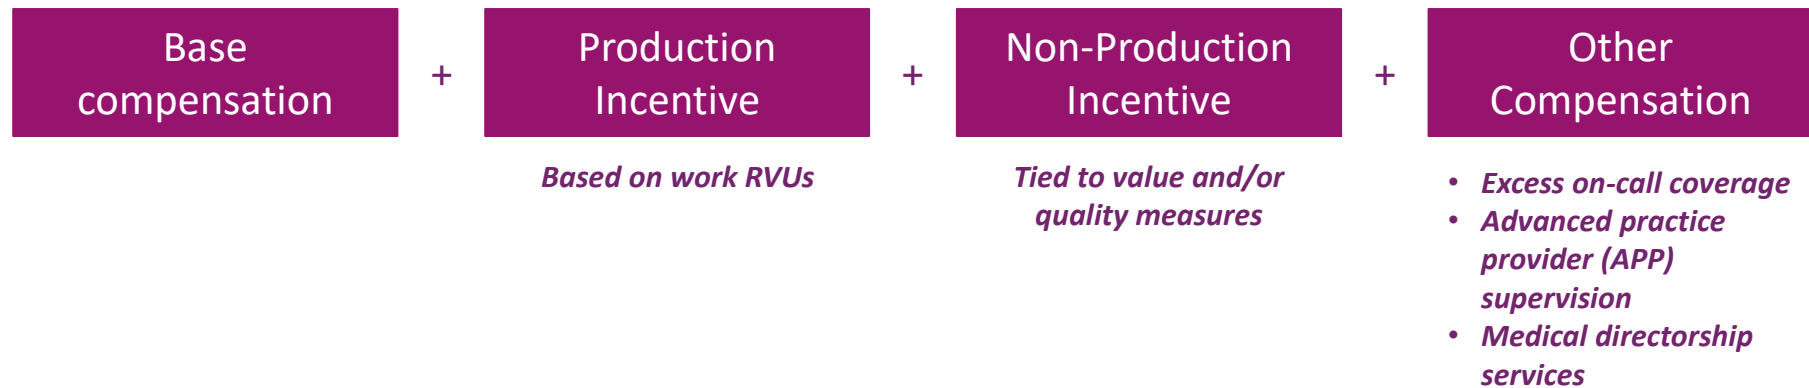 Base
compensation
+
Production
Incentive
+
Non-Production
Incentive
+
Other
Compensation
Based on work RVUs
Tied to value and/or
quality measures
• Excess on-call coverage
• Advanced practice
provider (APP)
supervision
• Medical directorship
services